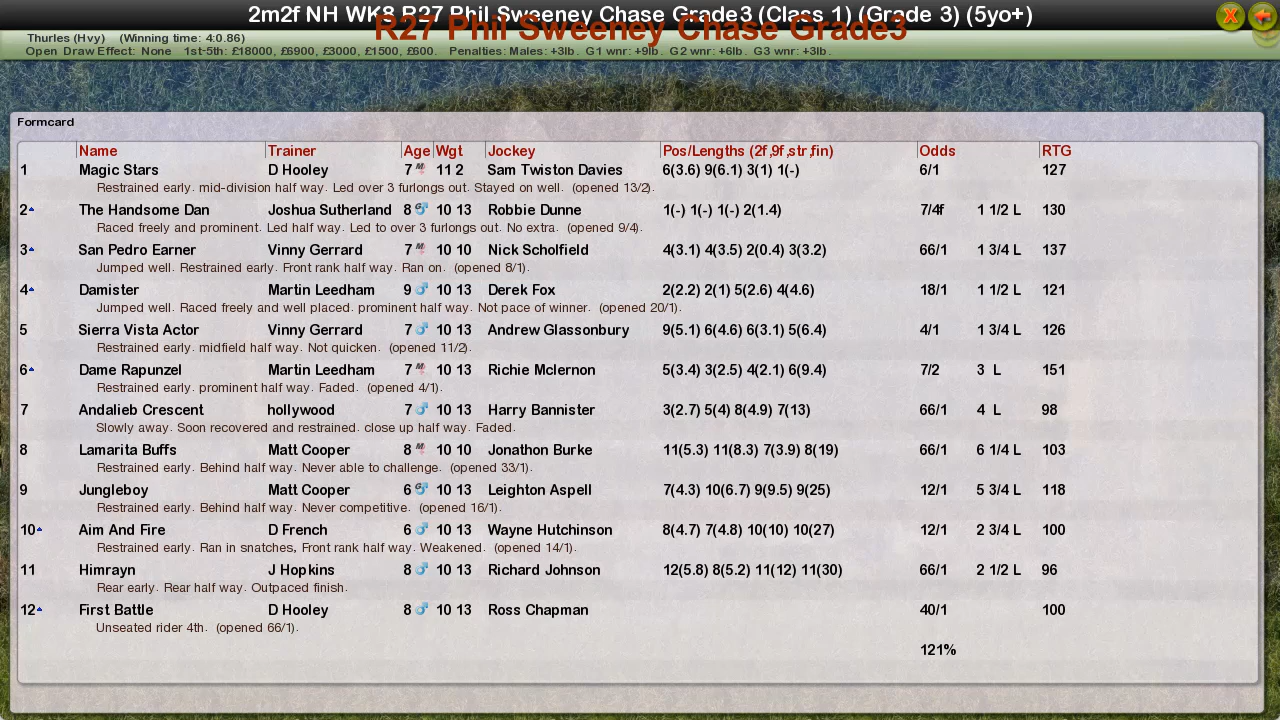 2m2f NH WK8 R27 Phil Sweeney Chase Grade3 (Class 1) (Grade 3) (5yo+)
R27 Phil Sweeney Chase Grade3
Thurles (Hvy) (Winning time: 4:0.86)
Open Draw Effect: None 1st-5th: £18000, £6900, £3000, £1500, £600. Penalties: Males: +3lb. G1 wnr: +9lb. G2 wnr: +6lb. G3 wnr: +3lb.
Formcard
Name Trainer Age Wgt Jockey Pos/Lengths (2f,9f,str,fin) Odds RTG
1 Magic Stars D Hooley 7 M 11 2 Sam Twiston Davies 6(3.6) 9(6.1) 3(1) 1(-) 6/1 127
Restrained early. mid-division half way. Led over 3 furlongs out. Stayed on well. (opened 13/2).
2 The Handsome Dan Joshua Sutherland 8 G 10 13 Robbie Dunne 1(-) 1(-) 1(-) 2(1.4) 7/4f 1 1/2 L 130
Raced freely and prominent. Led half way. Led to over 3 furlongs out. No extra. (opened 9/4).
3 San Pedro Earner Vinny Gerrard 7 M 10 10 Nick Scholfield 4(3.1) 4(3.5) 2(0.4) 3(3.2) 66/1 1 3/4 L 137
Jumped well. Restrained early. Front rank half way. Ran on. (opened 8/1).
4 Damister Martin Leedham 9 10 13 Derek Fox 2(2.2) 2(1) 5(2.6) 4(4.6) 18/1 1 1/2 L 121
Jumped well. Raced freely and well placed. prominent half way. Not pace of winner. (opened 20/1).
5 Sierra Vista Actor Vinny Gerrard 7 10 13 Andrew Glassonbury 9(5.1) 6(4.6) 6(3.1) 5(6.4) 4/1 1 3/4 L 126
Restrained early. midfield half way. Not quicken. (opened 11/2).
6 Dame Rapunzel Martin Leedham 7 M 10 13 Richie Mclernon 5(3.4) 3(2.5) 4(2.1) 6(9.4) 7/2 3 L 151
Restrained early. prominent half way. Faded. (opened 4/1).
7 Andalieb Crescent hollywood 7 10 13 Harry Bannister 3(2.7) 5(4) 8(4.9) 7(13) 66/1 4 L 98
Slowly away. Soon recovered and restrained. close up half way. Faded.
8 Lamarita Buffs Matt Cooper 8 M 10 10 Jonathon Burke 11(5.3) 11(8.3) 7(3.9) 8(19) 66/1 6 1/4 L 103
Restrained early. Behind half way. Never able to challenge. (opened 33/1).
9 Jungleboy Matt Cooper 6 G 10 13 Leighton Aspell 7(4.3) 10(6.7) 9(9.5) 9(25) 12/1 5 3/4 L 118
Restrained early. Behind half way. Never competitive. (opened 16/1).
10 Aim And Fire D French 6 10 13 Wayne Hutchinson 8(4.7) 7(4.8) 10(10) 10(27) 12/1 2 3/4 L 100
Restrained early. Ran in snatches, Front rank half way. Weakened. (opened 14/1).
11 Himrayn J Hopkins 8 10 13 Richard Johnson 12(5.8) 8(5.2) 11(12) 11(30) 66/1 2 1/2 L 96
Rear early. Rear half way. Outpaced finish.
12 First Battle D Hooley 8 10 13 Ross Chapman 40/1 100
Unseated rider 4th. (opened 66/1).
121%